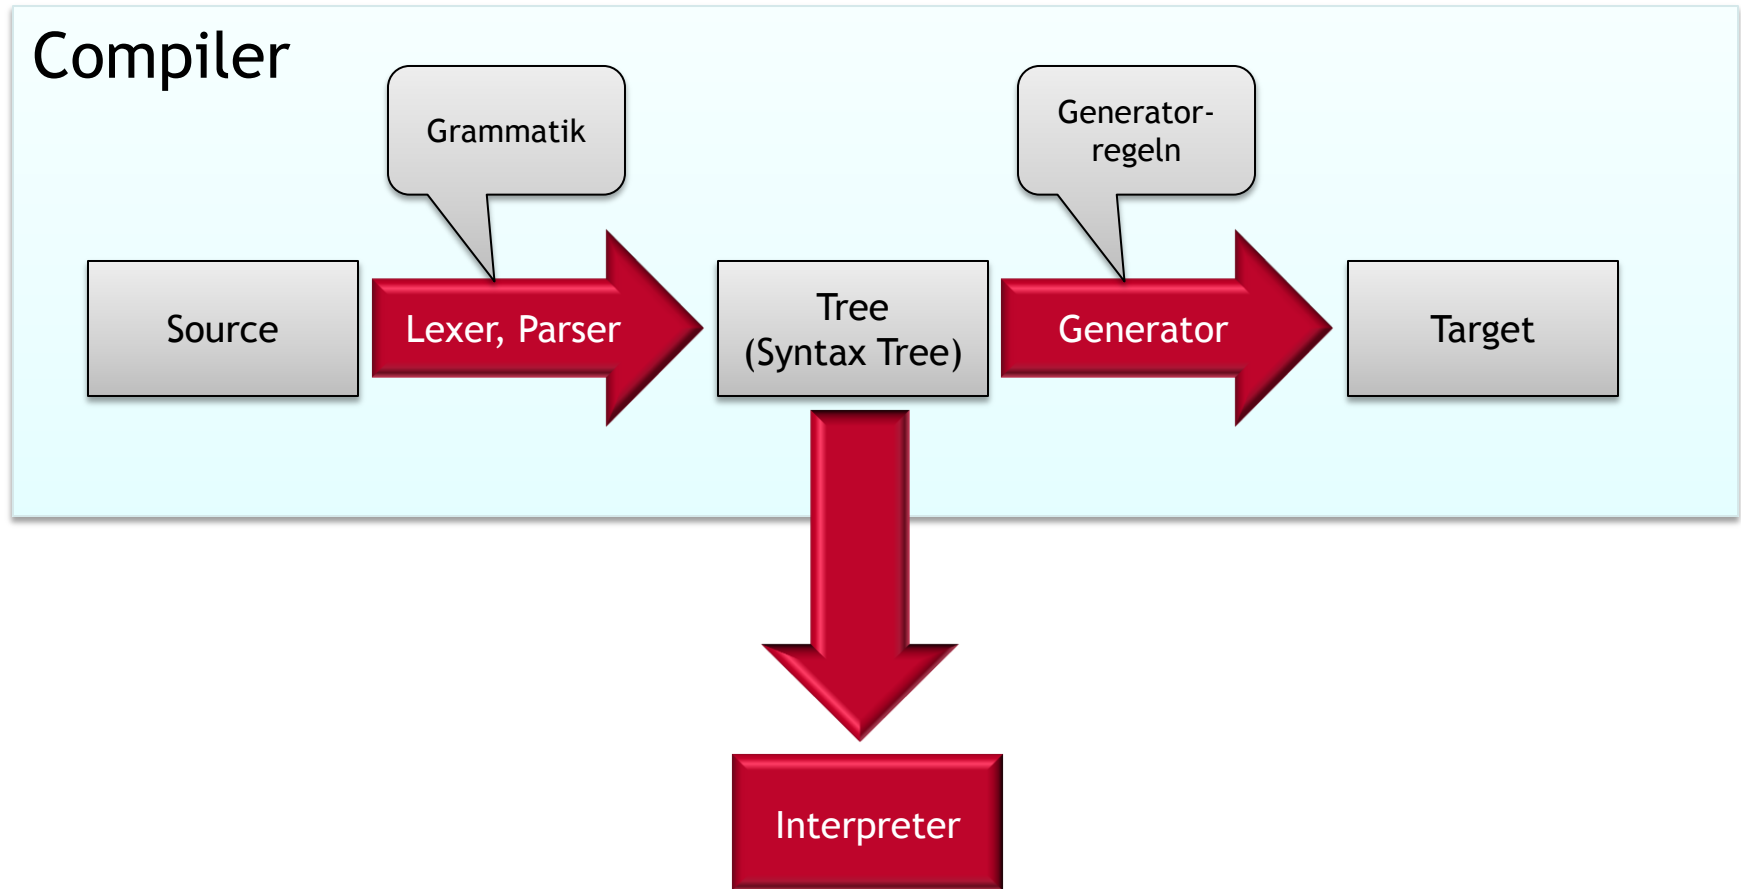 Compiler
Grammatik
Generator-
regeln
Source
Lexer, Parser
Tree
(Syntax Tree)
Generator
Target
Interpreter